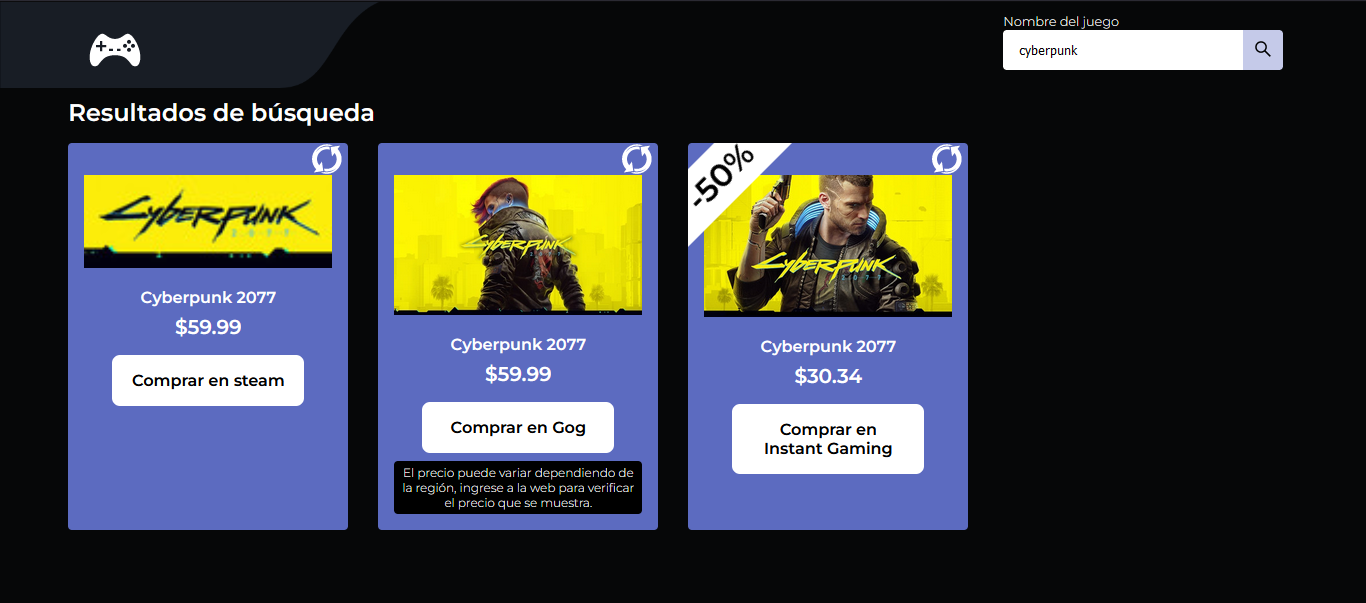 Nombre del juego
cyberpunk
Resultados de búsqueda
Cyberpunk
2077
Cyberpunk 2077
$59.99
Comprar en steam
Cyberpunk
Cyberpunk 2077
$59.99
Comprar en Gog
El precio puede variar dependiendo de
la región, ingrese a la web para verificar
el precio que se muestra.
-50%
Cyberpunk
2077
Cyberpunk 2077
$30.34
Comprar en
Instant Gaming